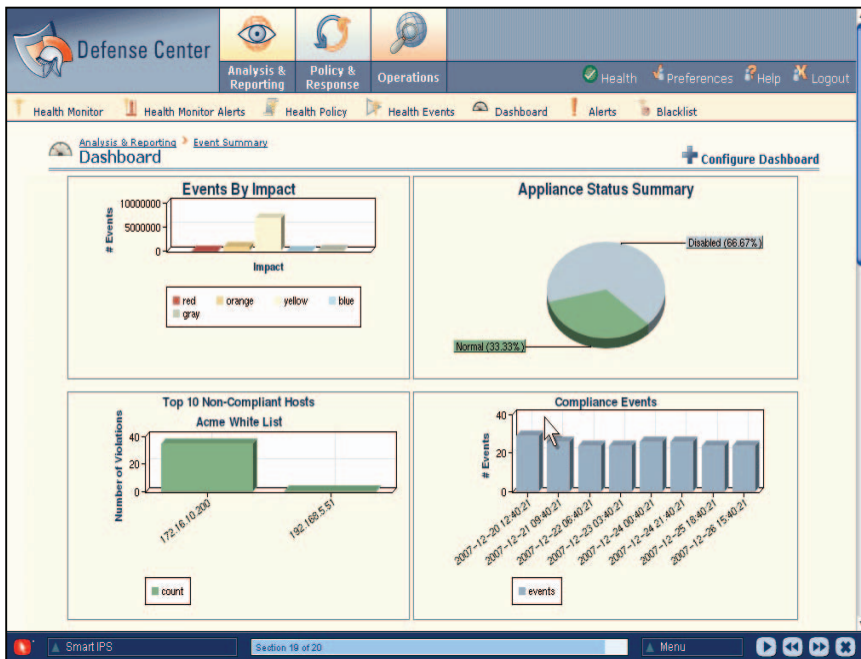 Defense Center
Analysis & Reporting
Policy & Response
Operations
Health
Preferences
Help
Logout
Health Monitor
Health Monitor Alerts
Health Policy
Health Events
Dashboard
Alerts
Blacklist
Analysis & Reporting
Event Summary
Dashboard
Configure Dashboard
Events By Impact
# Events
10000000
5000000
0
Impact
red
orange
yellow
blue
gray
Appliance Status Summary
Disabled (66.67%)
Normal (33.33%)
Top 10 Non-Compliant Hosts
Acme White List
Number of Violations
40
20
0
172.16.10.200
192.168.5.51
count
Compliance Events
# Events
40
20
0
2007-12-20 12:40:21
2007-12-21 09:40:21
2007-12-22 06:40:21
2007-12-23 03:40:21
2007-12-24 00:40:21
2007-12-24 21:40:21
2007-12-25 18:40:21
2007-12-26 15:40:21
events
Smart IPS
Section 19 of 20
Menu